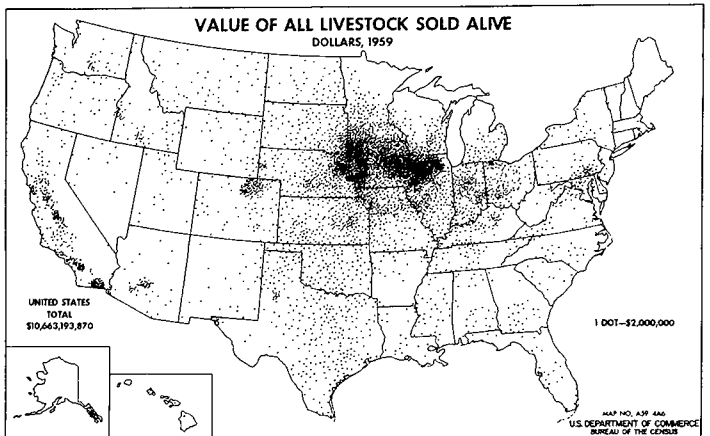 VALUE OF ALL LIVESTOCK SOLD ALIVE
DOLLARS, 1959
UNITED STATES
TOTAL
$10,663,193,870
1 DOT—$2,000,000
MAP NO. A59 4A6
U.S. DEPARTMENT OF COMMERCE
BUREAU OF THE CENSUS